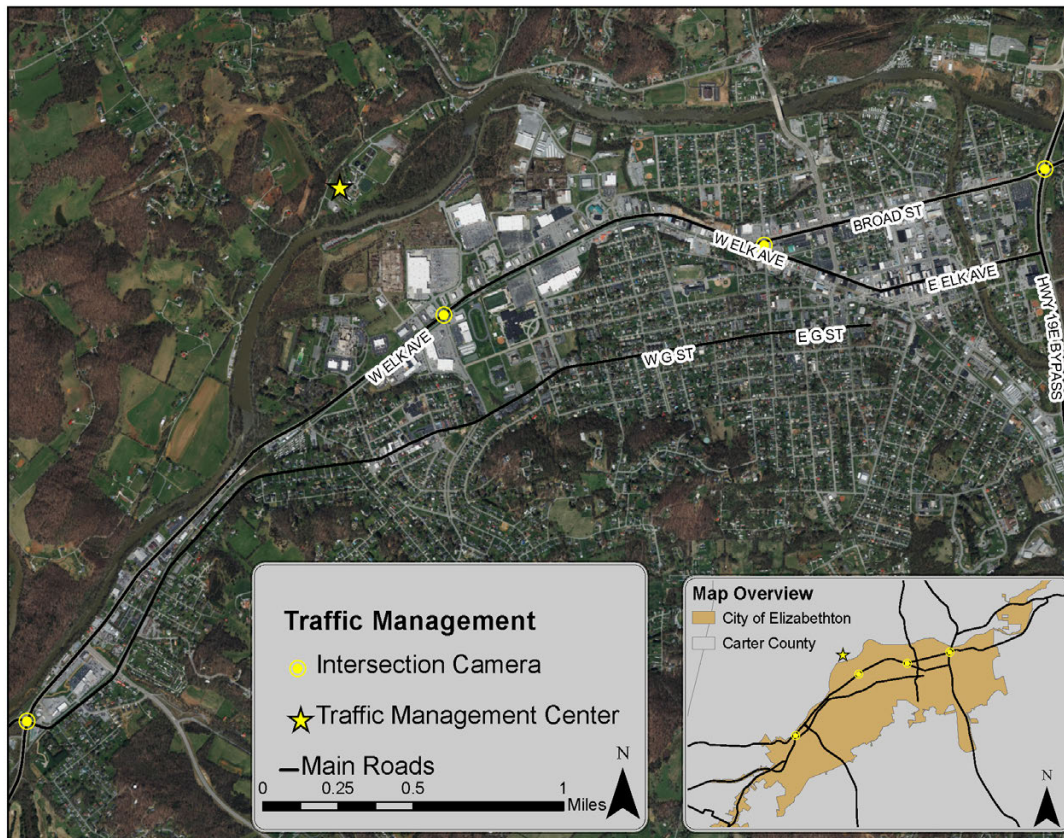 BROAD ST
W ELK AVE
E ELK AVE
HWY 19E BYPASS
W ELK AVE
W G ST
E G ST
Traffic Management
Intersection Camera
Traffic Management Center
Main Roads
N
0 0.25 0.5 1
Miles
Map Overview
City of Elizabethton
Carter County
N